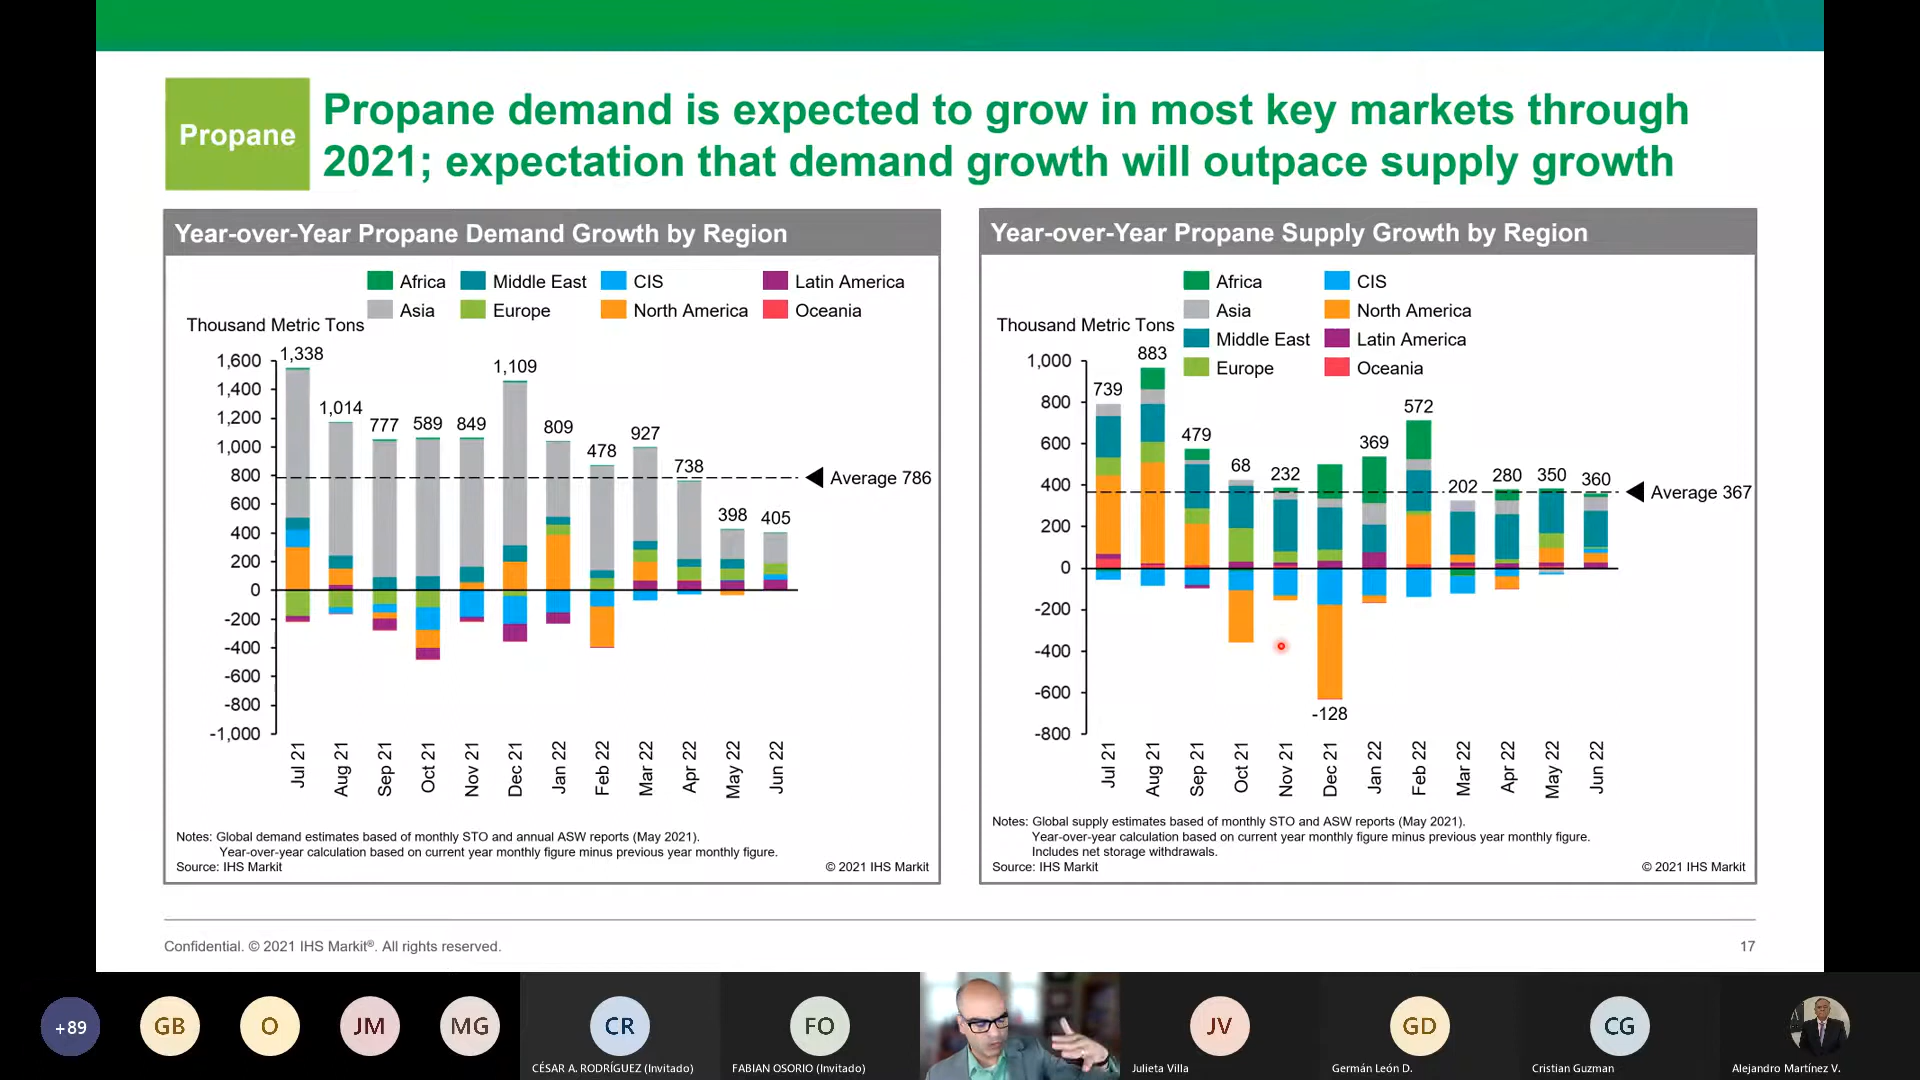 Propane
Propane demand is expected to grow in most key markets through
2021; expectation that demand growth will outpace supply growth
Year-over-Year Propane Demand Growth by Region
Africa
Middle East
CIS
Latin America
Asia
Europe
North America
Oceania
Thousand Metric Tons
1,600
1,400
1,200
1,000
800
600
400
200
0
-200
-400
-600
-800
-1,000
1,338
1,014
777
589
849
1,109
809
478
927
738
398
405
Average 786
Jul 21
Aug 21
Sep 21
Oct 21
Nov 21
Dec 21
Jan 22
Feb 22
Mar 22
Apr 22
May 22
Jun 22
Notes: Global demand estimates based of monthly STO and annual ASW reports (May 2021).
Year-over-year calculation based on current year monthly figure minus previous year monthly figure.
Source: IHS Markit
© 2021 IHS Markit
Year-over-Year Propane Supply Growth by Region
Africa
CIS
Asia
North America
Middle East
Latin America
Europe
Oceania
Thousand Metric Tons
1,000
800
600
400
200
0
-200
-400
-600
-800
739
883
479
68
232
-128
369
572
202
280
350
360
Average 367
Jul 21
Aug 21
Sep 21
Oct 21
Nov 21
Dec 21
Jan 22
Feb 22
Mar 22
Apr 22
May 22
Jun 22
Notes: Global supply estimates based of monthly STO and ASW reports (May 2021).
Year-over-year calculation based on current year monthly figure minus previous year monthly figure.
Includes net storage withdrawals.
Source: IHS Markit
© 2021 IHS Markit
Confidential. © 2021 IHS Markit®. All rights reserved.
17
+89
GB
O
JM
MG
CR
CÉSAR A. RODRÍGUEZ (Invitado)
FO
FABIAN OSORIO (Invitado)
JV
Julieta Villa
GD
Germán León D.
CG
Cristian Guzman
Alejandro Martínez V.